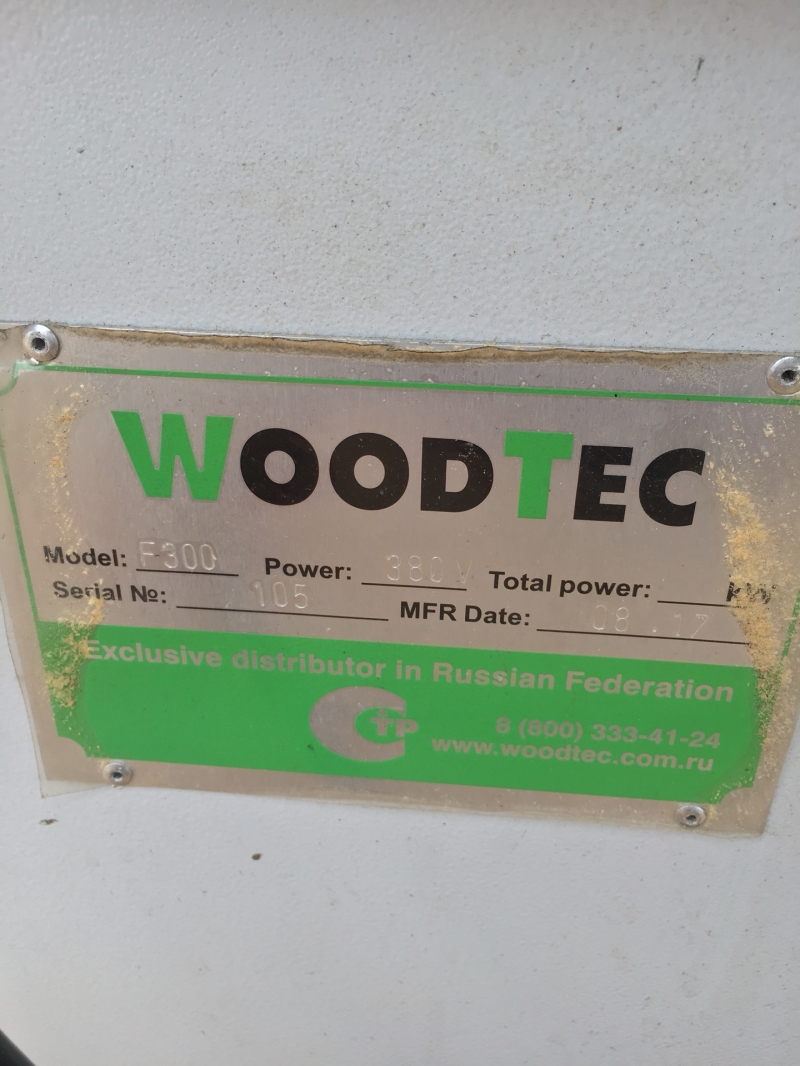 WOODTEC
Model: F300 Power: 380 V Total power: kW
Serial №: 105 MFR Date: 08.17
Exclusive distributor in Russian Federation
СТР
8 (800) 333-41-24
www.woodtec.com.ru